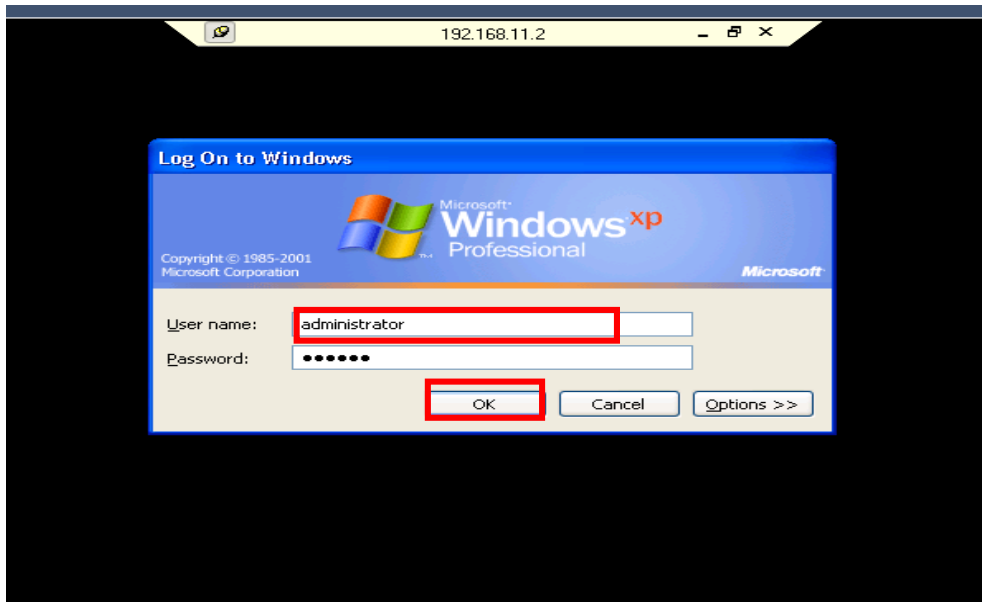 192.168.11.2
Log On to Windows
Microsoft
Windows xp
Professional
Copyright © 1985-2001
Microsoft Corporation
Microsoft
User name: administrator
Password: ●●●●●●
OK Cancel Options >>